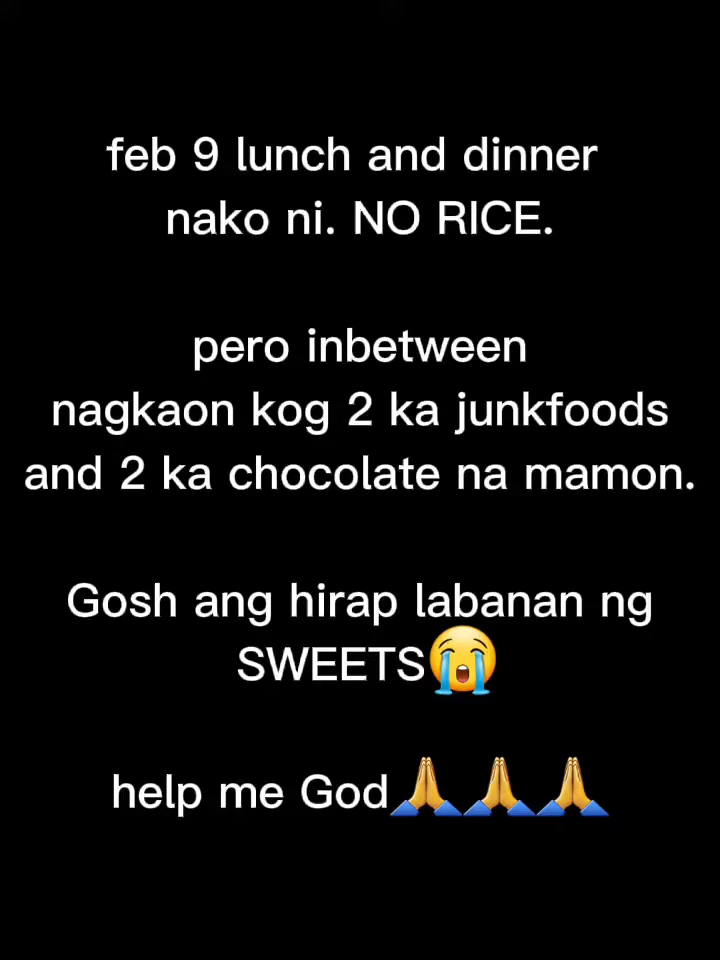 feb 9 lunch and dinner
nako ni. NO RICE.
pero inbetween
nagkaon kog 2 ka junkfoods
and 2 ka chocolate na mamon.
Gosh ang hirap labanan ng
SWEETS😭
help me God🙏🙏🙏